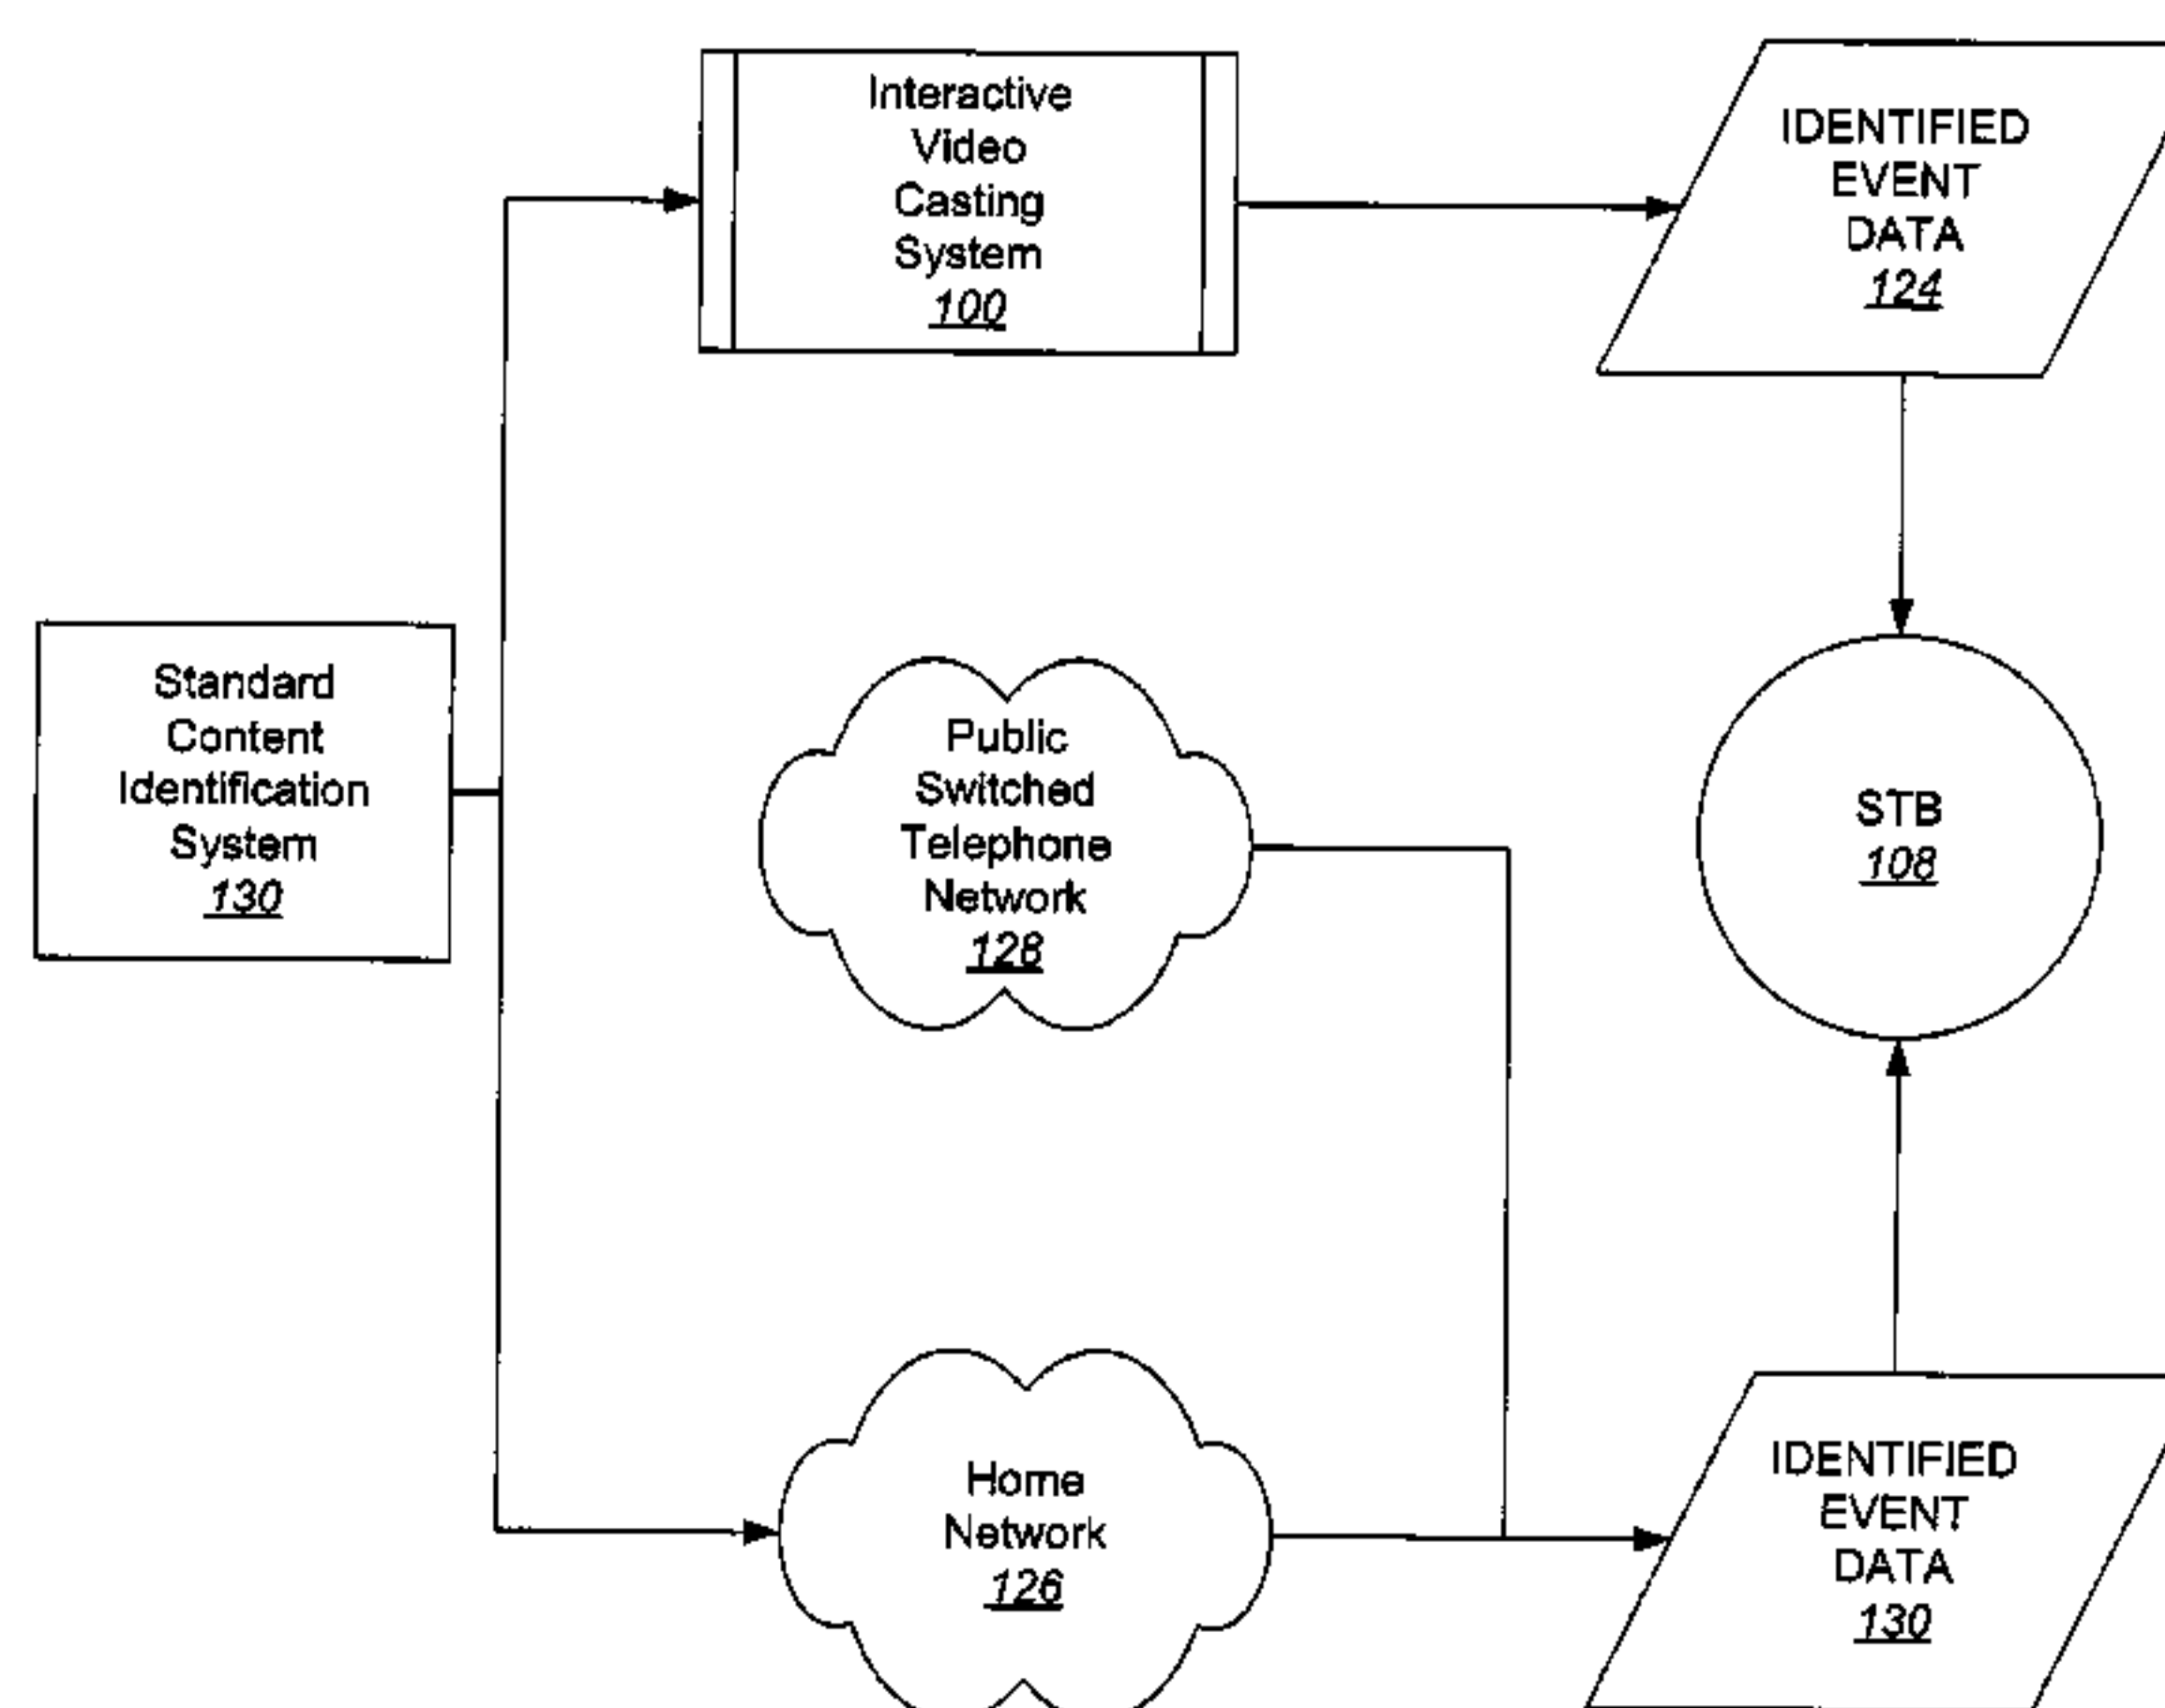 Interactive
Video
Casting
System
100
IDENTIFIED
EVENT
DATA
124
Standard
Content
Identification
System
130
Public
Switched
Telephone
Network
128
STB
108
Home
Network
126
IDENTIFIED
EVENT
DATA
130